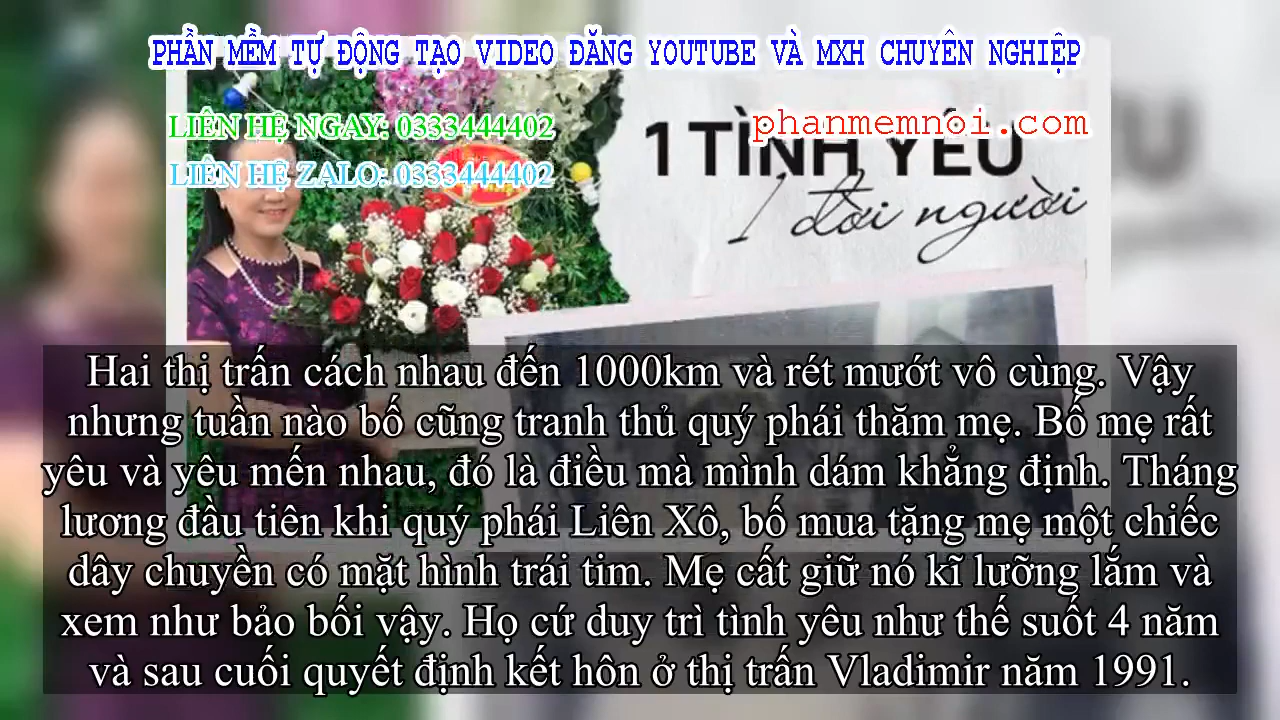 PHẦN MỀM TỰ ĐỘNG TẠO VIDEO ĐĂNG YOUTUBE VÀ MXH CHUYÊN NGHIỆP
LIÊN HỆ NGAY: 0333444402
phanmemnoi.com
LIÊN HỆ ZALO: 0333444402
1 TÌNH YÊU
1 đời người
Hai thị trấn cách nhau đến 1000km và rét mướt vô cùng. Vậy
nhưng tuần nào bố cũng tranh thủ quý phái thăm mẹ. Bố mẹ rất
yêu và yêu mến nhau, đó là điều mà mình dám khẳng định. Tháng
lương đầu tiên khi quý phái Liên Xô, bố mua tặng mẹ một chiếc
dây chuyền có mặt hình trái tim. Mẹ cất giữ nó kĩ lưỡng lắm và
xem như bảo bối vậy. Họ cứ duy trì tình yêu như thế suốt 4 năm
và sau cuối quyết định kết hôn ở thị trấn Vladimir năm 1991.